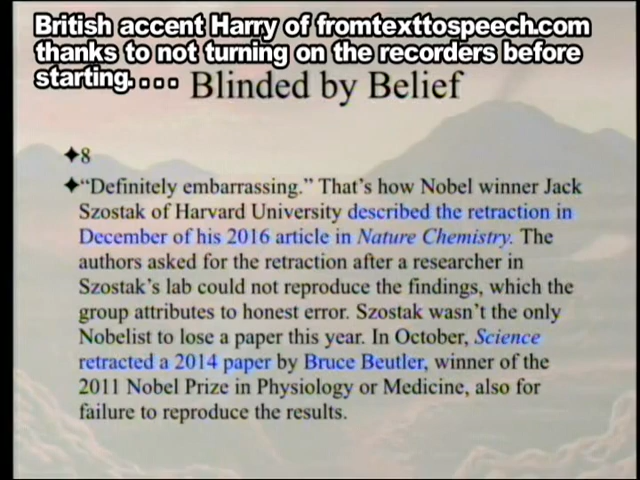 British accent Harry of fromtexttospeech.com
thanks to not turning on the recorders before
starting. . . .
Blinded by Belief
✦8
✦“Definitely embarrassing.” That’s how Nobel winner Jack
Szostak of Harvard University described the retraction in
December of his 2016 article in Nature Chemistry. The
authors asked for the retraction after a researcher in
Szostak’s lab could not reproduce the findings, which the
group attributes to honest error. Szostak wasn’t the only
Nobelist to lose a paper this year. In October, Science
retracted a 2014 paper by Bruce Beutler, winner of the
2011 Nobel Prize in Physiology or Medicine, also for
failure to reproduce the results.